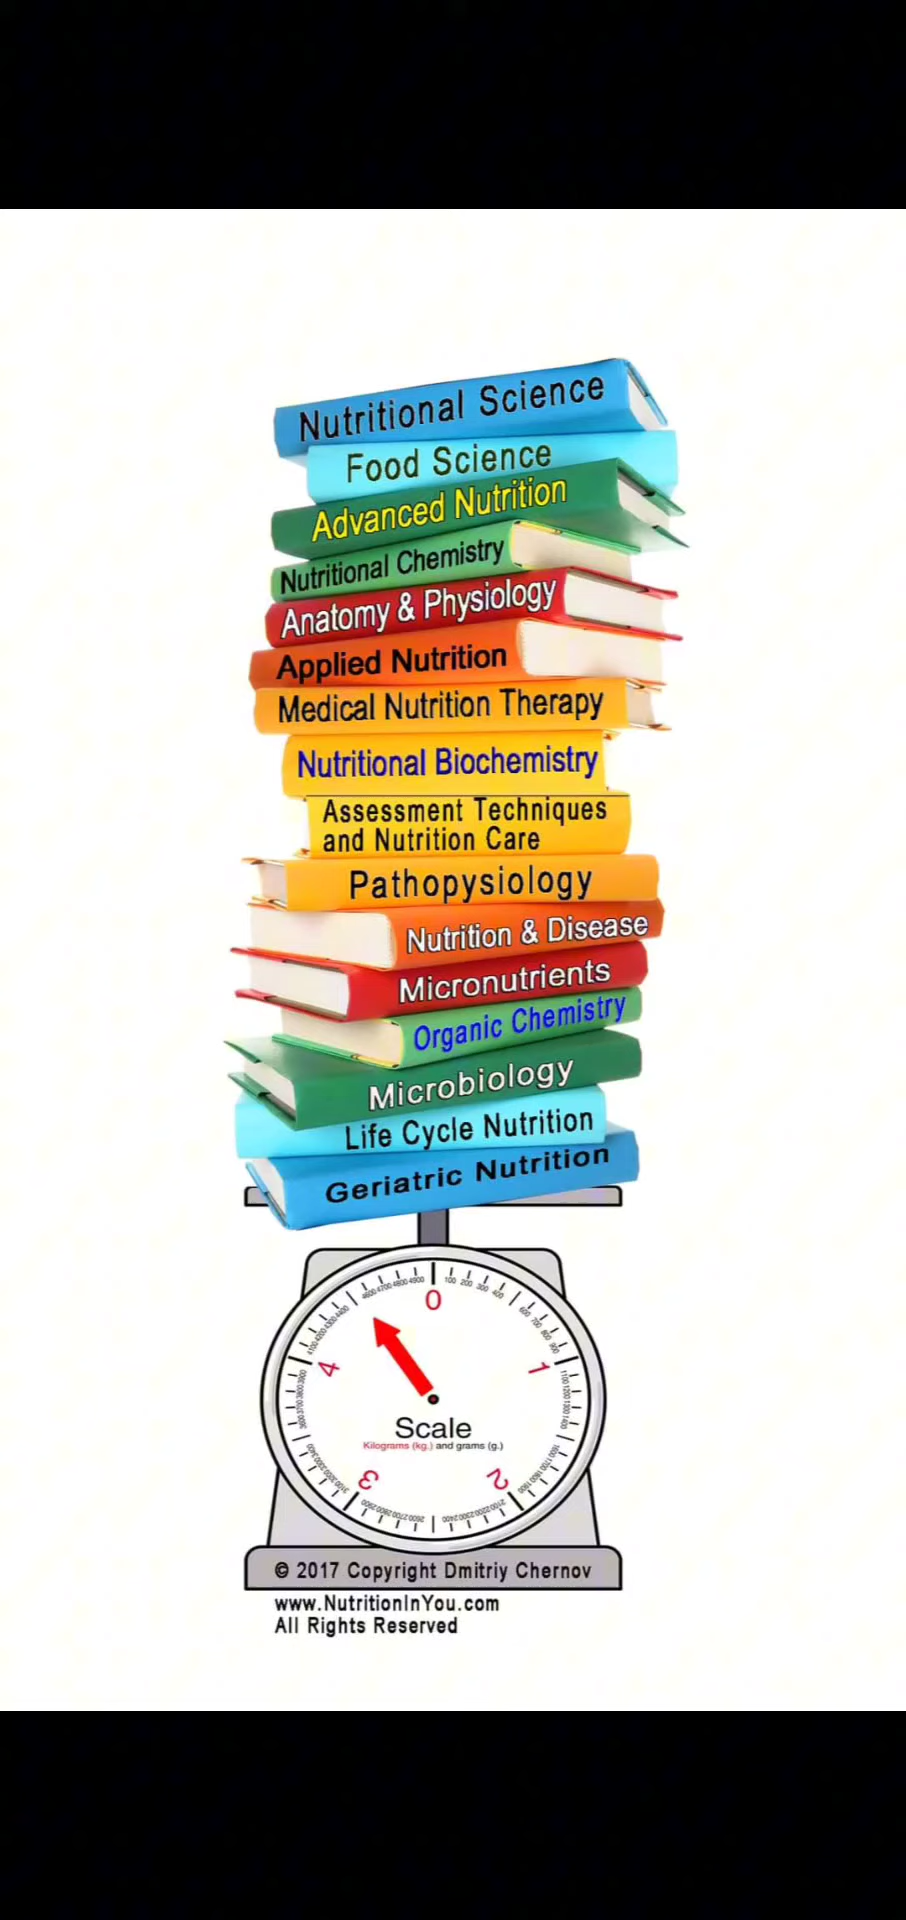 Nutritional Science
Food Science
Advanced Nutrition
Nutritional Chemistry
Anatomy & Physiology
Applied Nutrition
Medical Nutrition Therapy
Nutritional Biochemistry
Assessment Techniques
and Nutrition Care
Pathopysiology
Nutrition & Disease
Micronutrients
Organic Chemistry
Microbiology
Life Cycle Nutrition
Geriatric Nutrition
0
1
2
3
4
Scale
Kilograms (kg.) and grams (g.)
© 2017 Copyright Dmitriy Chernov
www.NutritionInYou.com
All Rights Reserved